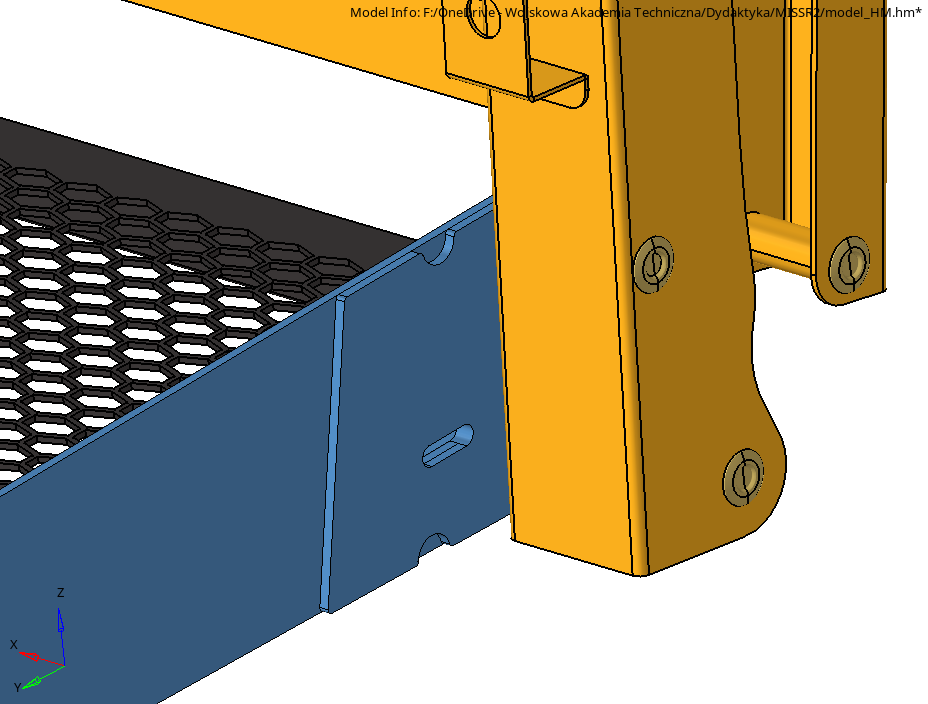 Model Info: F:/OneDrive - Wojskowa Akademia Techniczna/Dydaktyka/MISSR2/model_HM.hm*
Z
X
Y